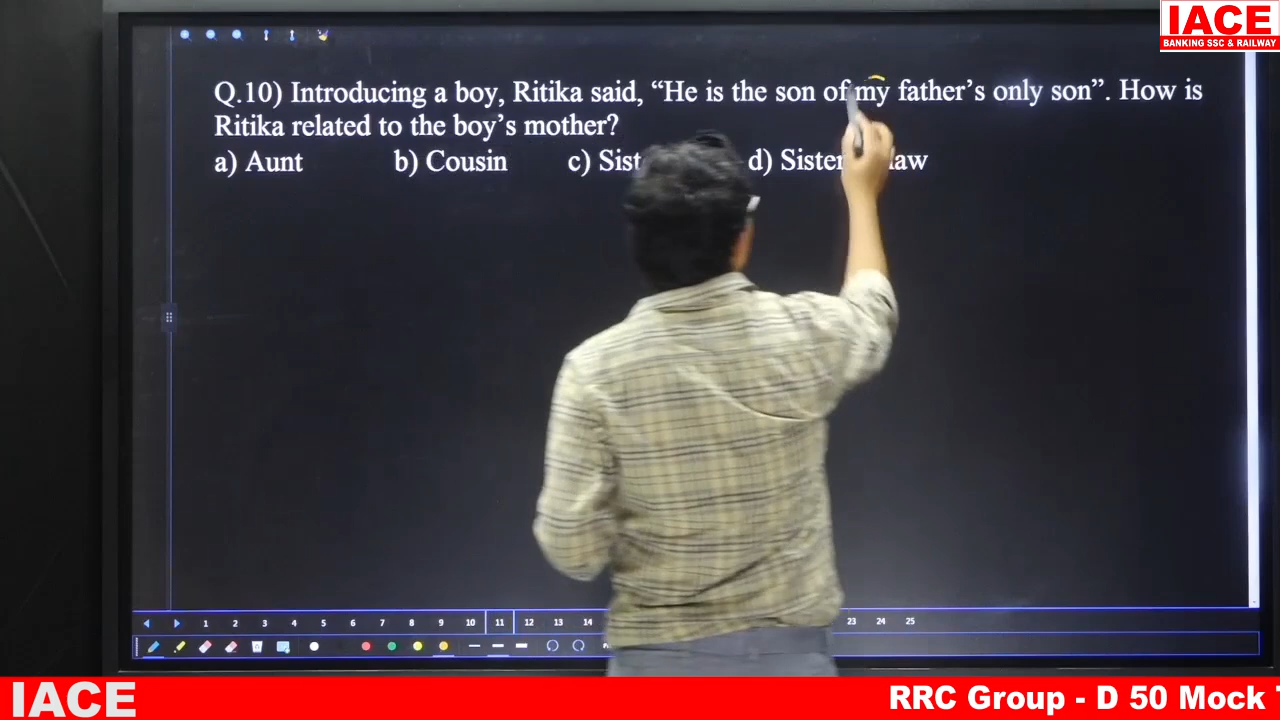 IACE
BANKING SSC & RAILWAY
Q.10) Introducing a boy, Ritika said, “He is the son of my father’s only son”. How is
Ritika related to the boy’s mother?
a) Aunt b) Cousin c) d) law
1 2 3 4 5 6 7 8 9 10 11 12 13 14 23 24 25
IACE RRC Group - D 50 Mock